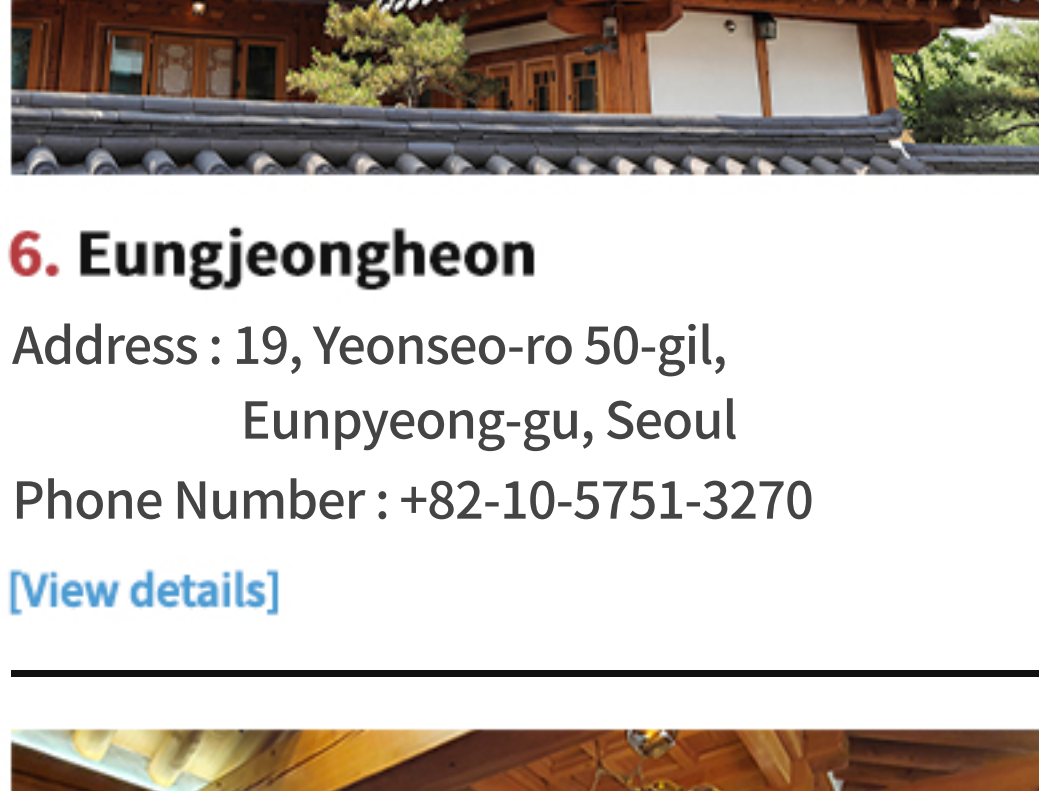 6. Eungjeongheon
Address : 19, Yeonseo-ro 50-gil,
Eunpyeong-gu, Seoul
Phone Number : +82-10-5751-3270
[View details]